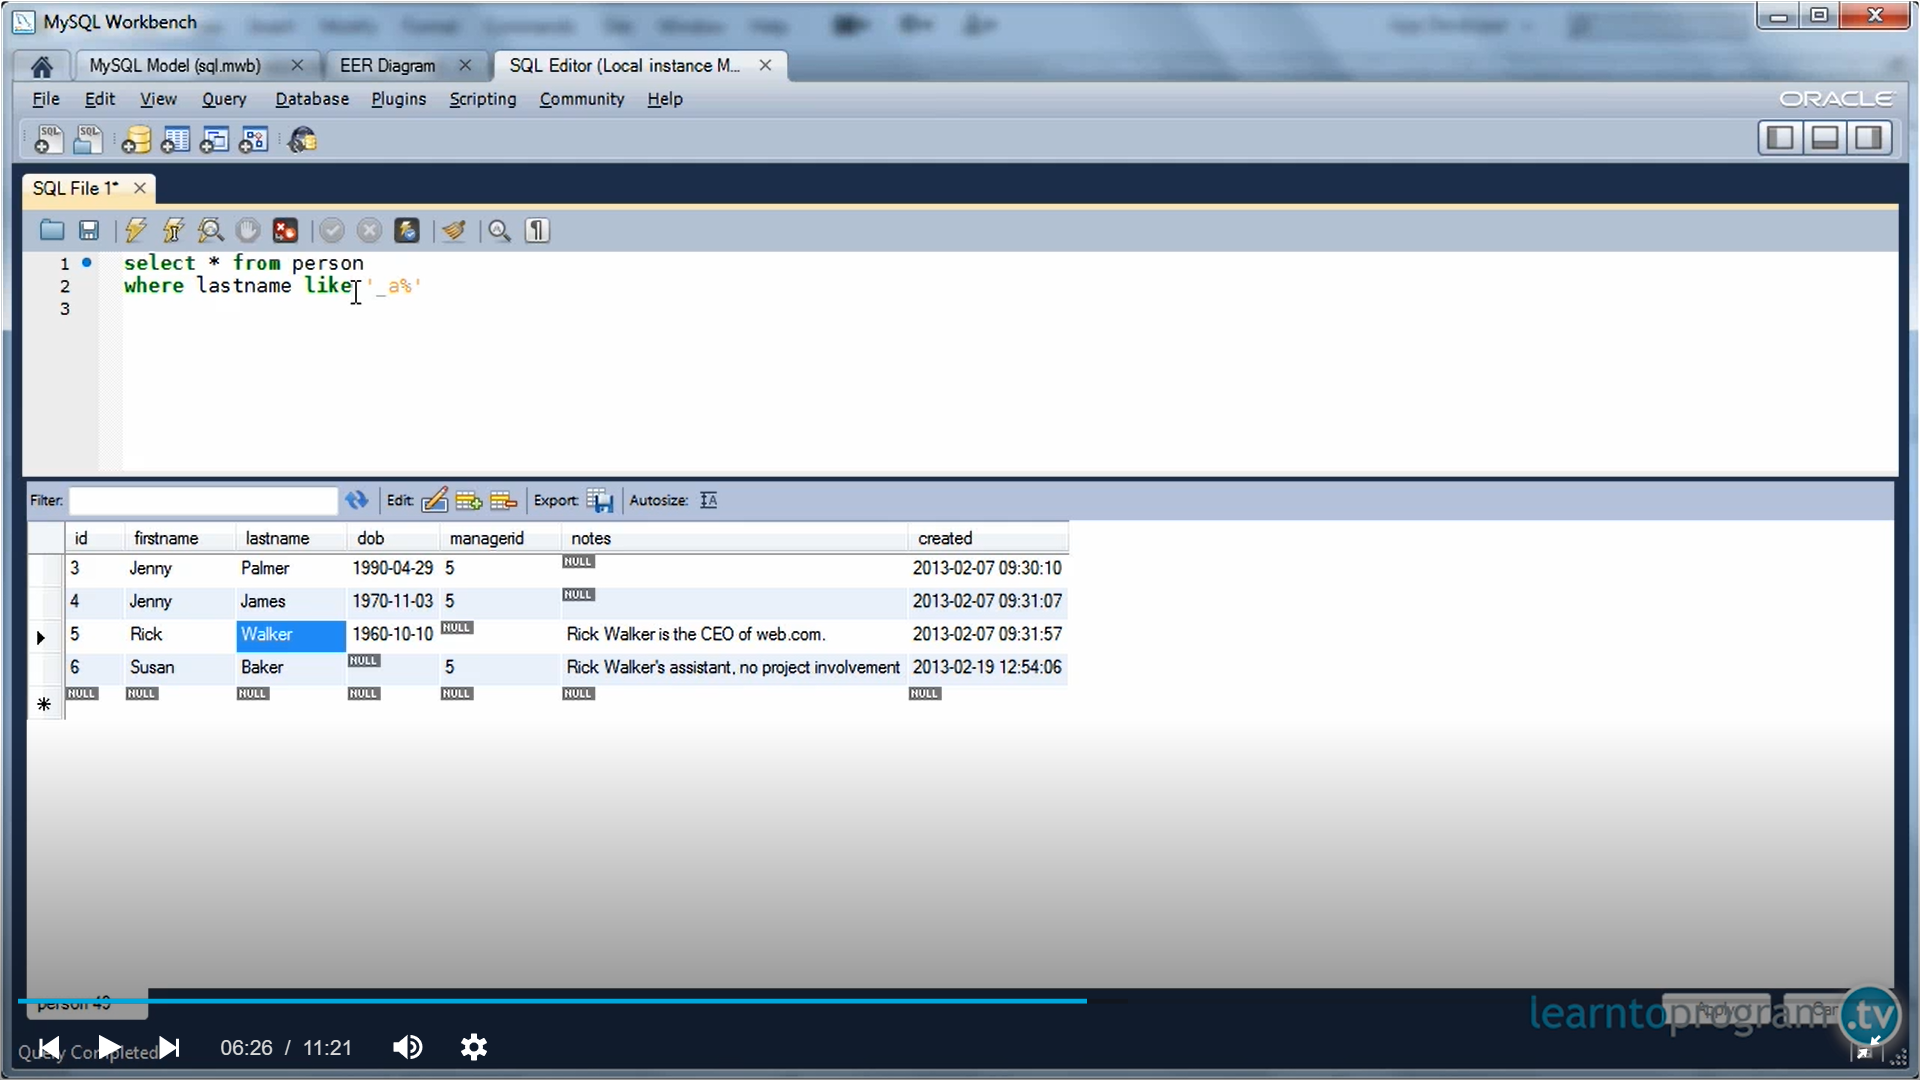 MySQL Workbench
MySQL Model (sql.mwb) EER Diagram SQL Editor (Local instance M...
File Edit View Query Database Plugins Scripting Community Help
ORACLE
SQL SQL
SQL File 1*
1 select * from person
2 where lastname like '_a%'
3
Filter: Edit: Export: Autosize:
id firstname lastname dob managerid notes created
3 Jenny Palmer 1990-04-29 5 NULL 2013-02-07 09:30:10
4 Jenny James 1970-11-03 5 NULL 2013-02-07 09:31:07
5 Rick Walker 1960-10-10 NULL Rick Walker is the CEO of web.com. 2013-02-07 09:31:57
6 Susan Baker NULL 5 Rick Walker's assistant, no project involvement 2013-02-19 12:54:06
NULL NULL NULL NULL NULL NULL NULL
person 49
Apply
learntoprogram.tv
Query Completed
06:26 / 11:21